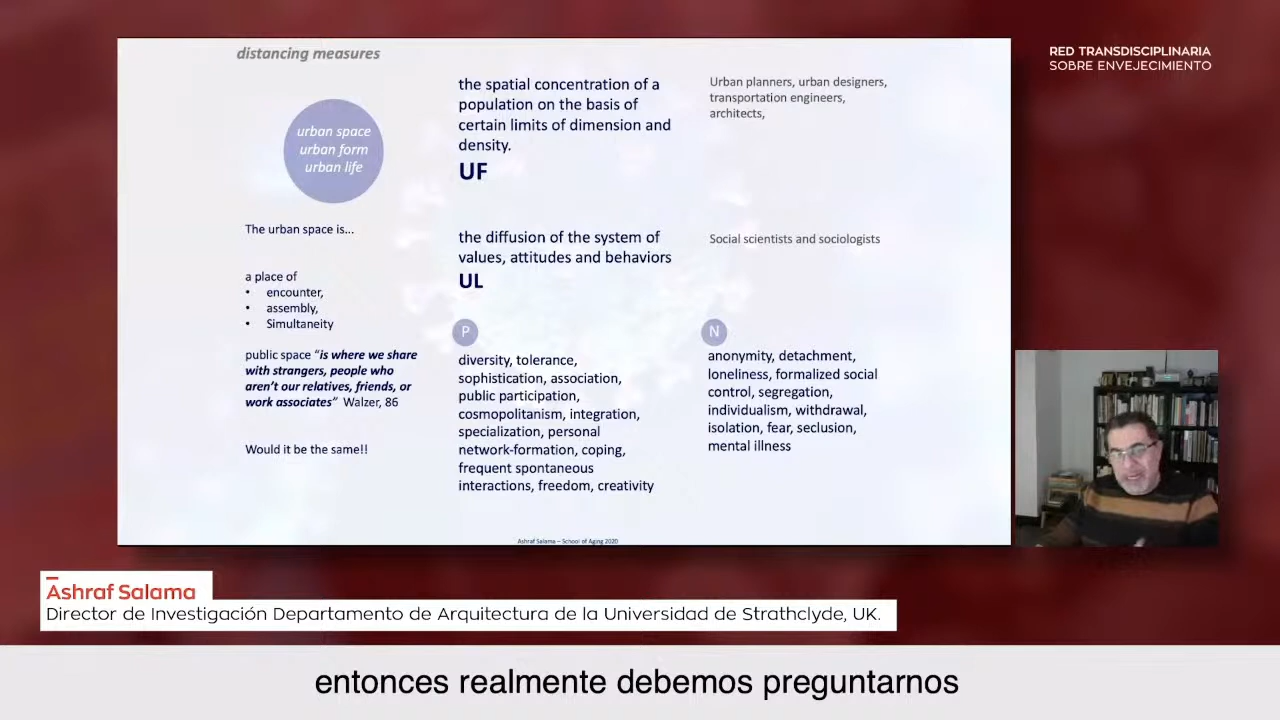 distancing measures
RED TRANSDISCIPLINARIA
SOBRE ENVEJECIMIENTO
urban space
urban form
urban life
The urban space is...
a place of
• encounter,
• assembly,
• Simultaneity
public space “is where we share
with strangers, people who
aren’t our relatives, friends, or
work associates” Walzer, 86
Would it be the same!!
the spatial concentration of a
population on the basis of
certain limits of dimension and
density.
UF
Urban planners, urban designers,
transportation engineers,
architects,
the diffusion of the system of
values, attitudes and behaviors
UL
Social scientists and sociologists
P
diversity, tolerance,
sophistication, association,
public participation,
cosmopolitanism, integration,
specialization, personal
network-formation, coping,
frequent spontaneous
interactions, freedom, creativity
N
anonymity, detachment,
loneliness, formalized social
control, segregation,
individualism, withdrawal,
isolation, fear, seclusion,
mental illness
Ashraf Salama – School of Aging 2020
Ashraf Salama
Director de Investigación Departamento de Arquitectura de la Universidad de Strathclyde, UK.
entonces realmente debemos preguntarnos